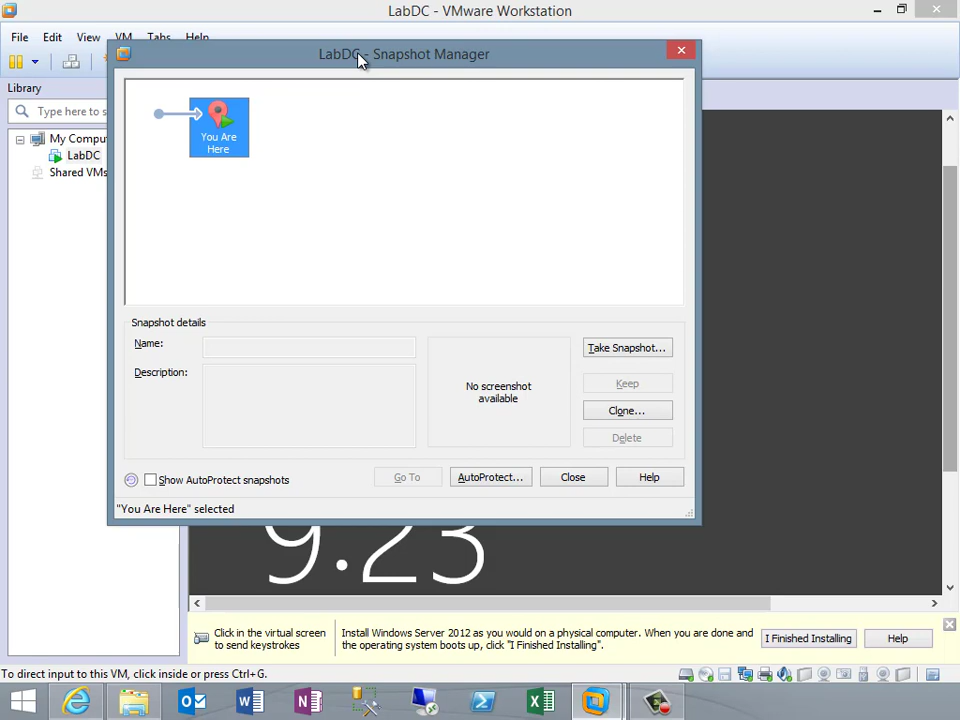 LabDC - VMware Workstation
File Edit View VM Tabs Help
Library
Type here to s
My Compu
LabDC
Shared VMs
LabDC - Snapshot Manager
You Are
Here
Snapshot details
Name:
Description:
No screenshot
available
Take Snapshot...
Keep
Clone...
Delete
Show AutoProtect snapshots
Go To
AutoProtect...
Close
Help
"You Are Here" selected
9:23
Click in the virtual screen
to send keystrokes
Install Windows Server 2012 as you would on a physical computer. When you are done and
the operating system boots up, click "I Finished Installing".
I Finished Installing
Help
To direct input to this VM, click inside or press Ctrl+G.